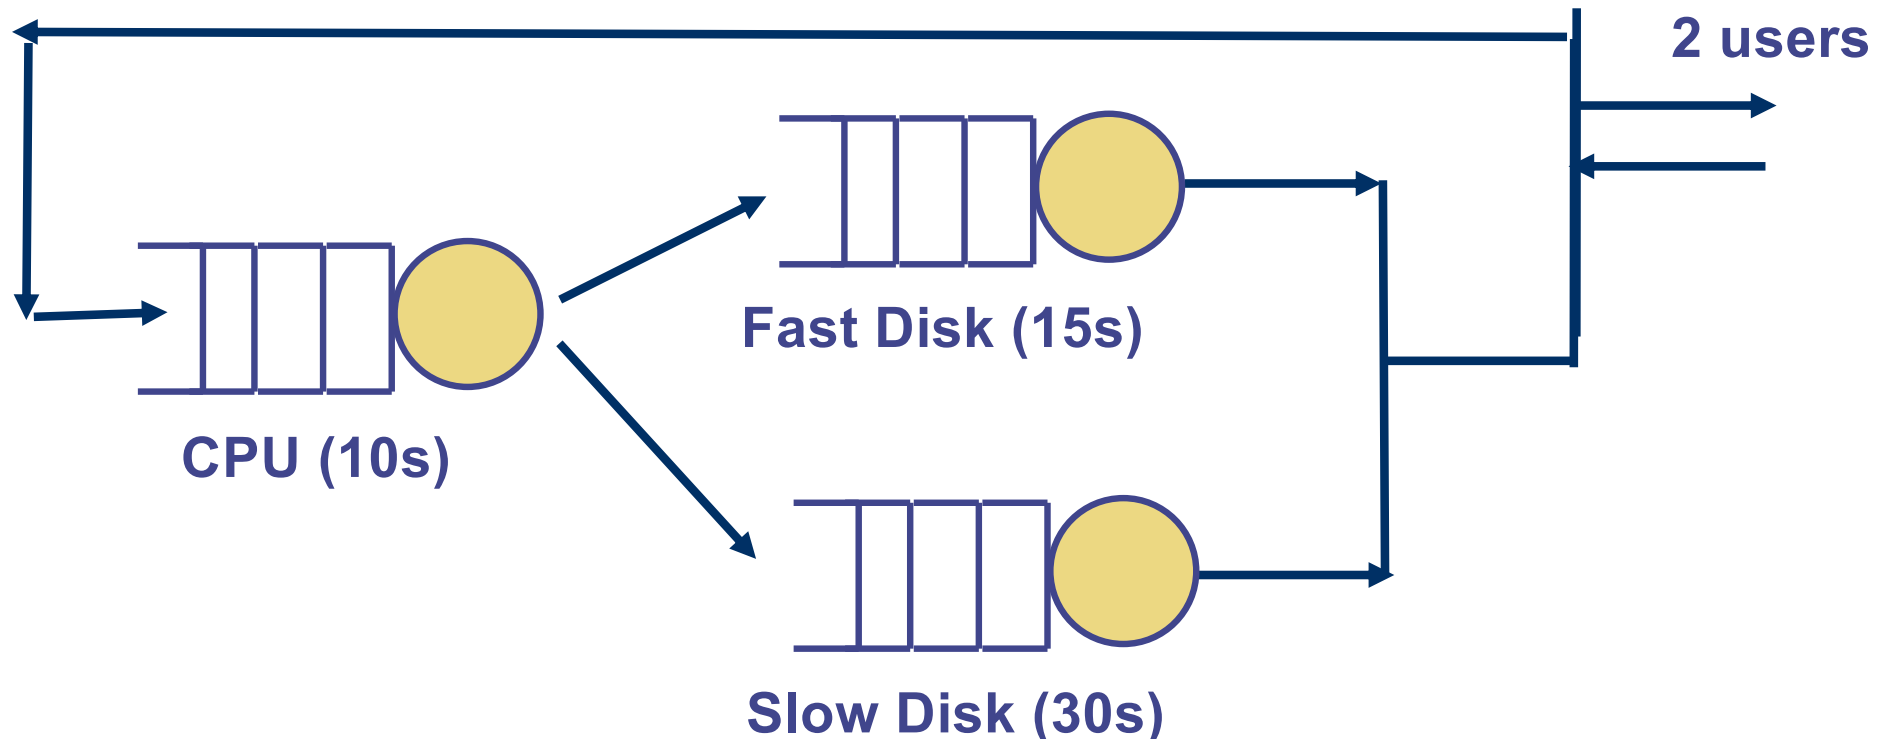 2 users
Fast Disk (15s)
CPU (10s)
Slow Disk (30s)